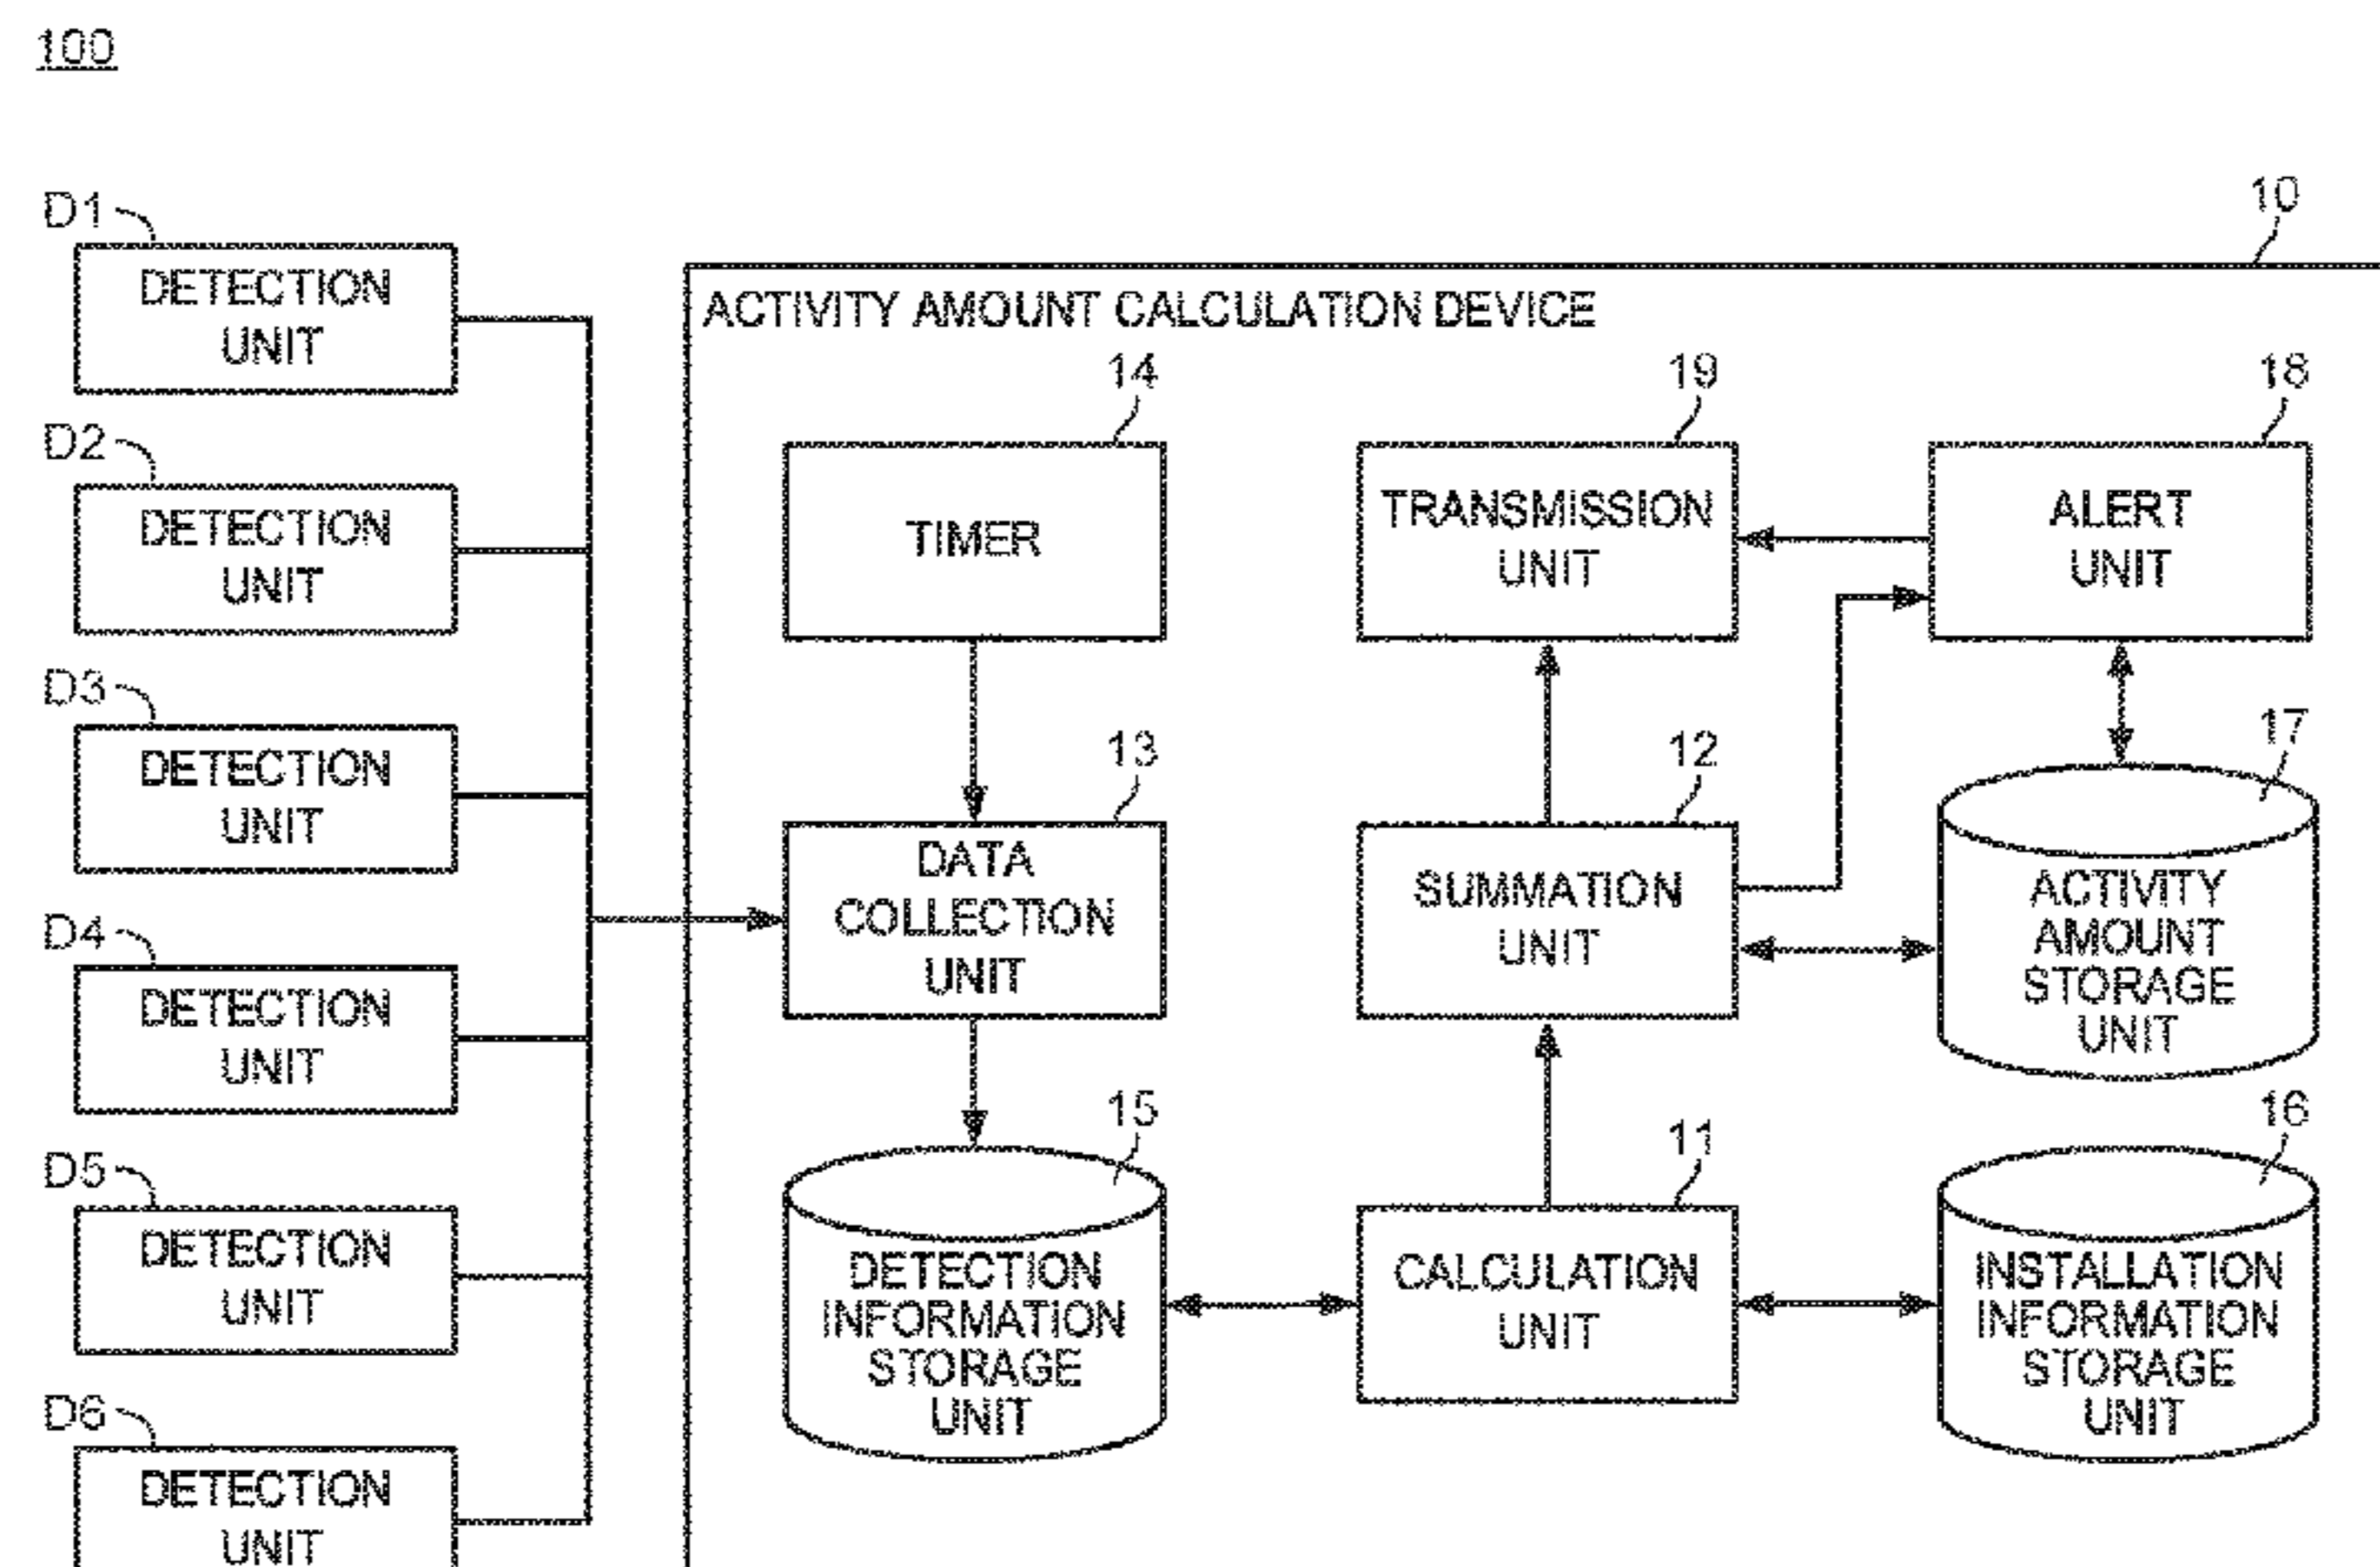 100
D1
DETECTION
UNIT
D2
DETECTION
UNIT
D3
DETECTION
UNIT
D4
DETECTION
UNIT
D5
DETECTION
UNIT
D6
DETECTION
UNIT
10
ACTIVITY AMOUNT CALCULATION DEVICE
14
TIMER
19
TRANSMISSION
UNIT
18
ALERT
UNIT
13
DATA
COLLECTION
UNIT
12
SUMMATION
UNIT
17
ACTIVITY
AMOUNT
STORAGE
UNIT
15
DETECTION
INFORMATION
STORAGE
UNIT
11
CALCULATION
UNIT
16
INSTALLATION
INFORMATION
STORAGE
UNIT